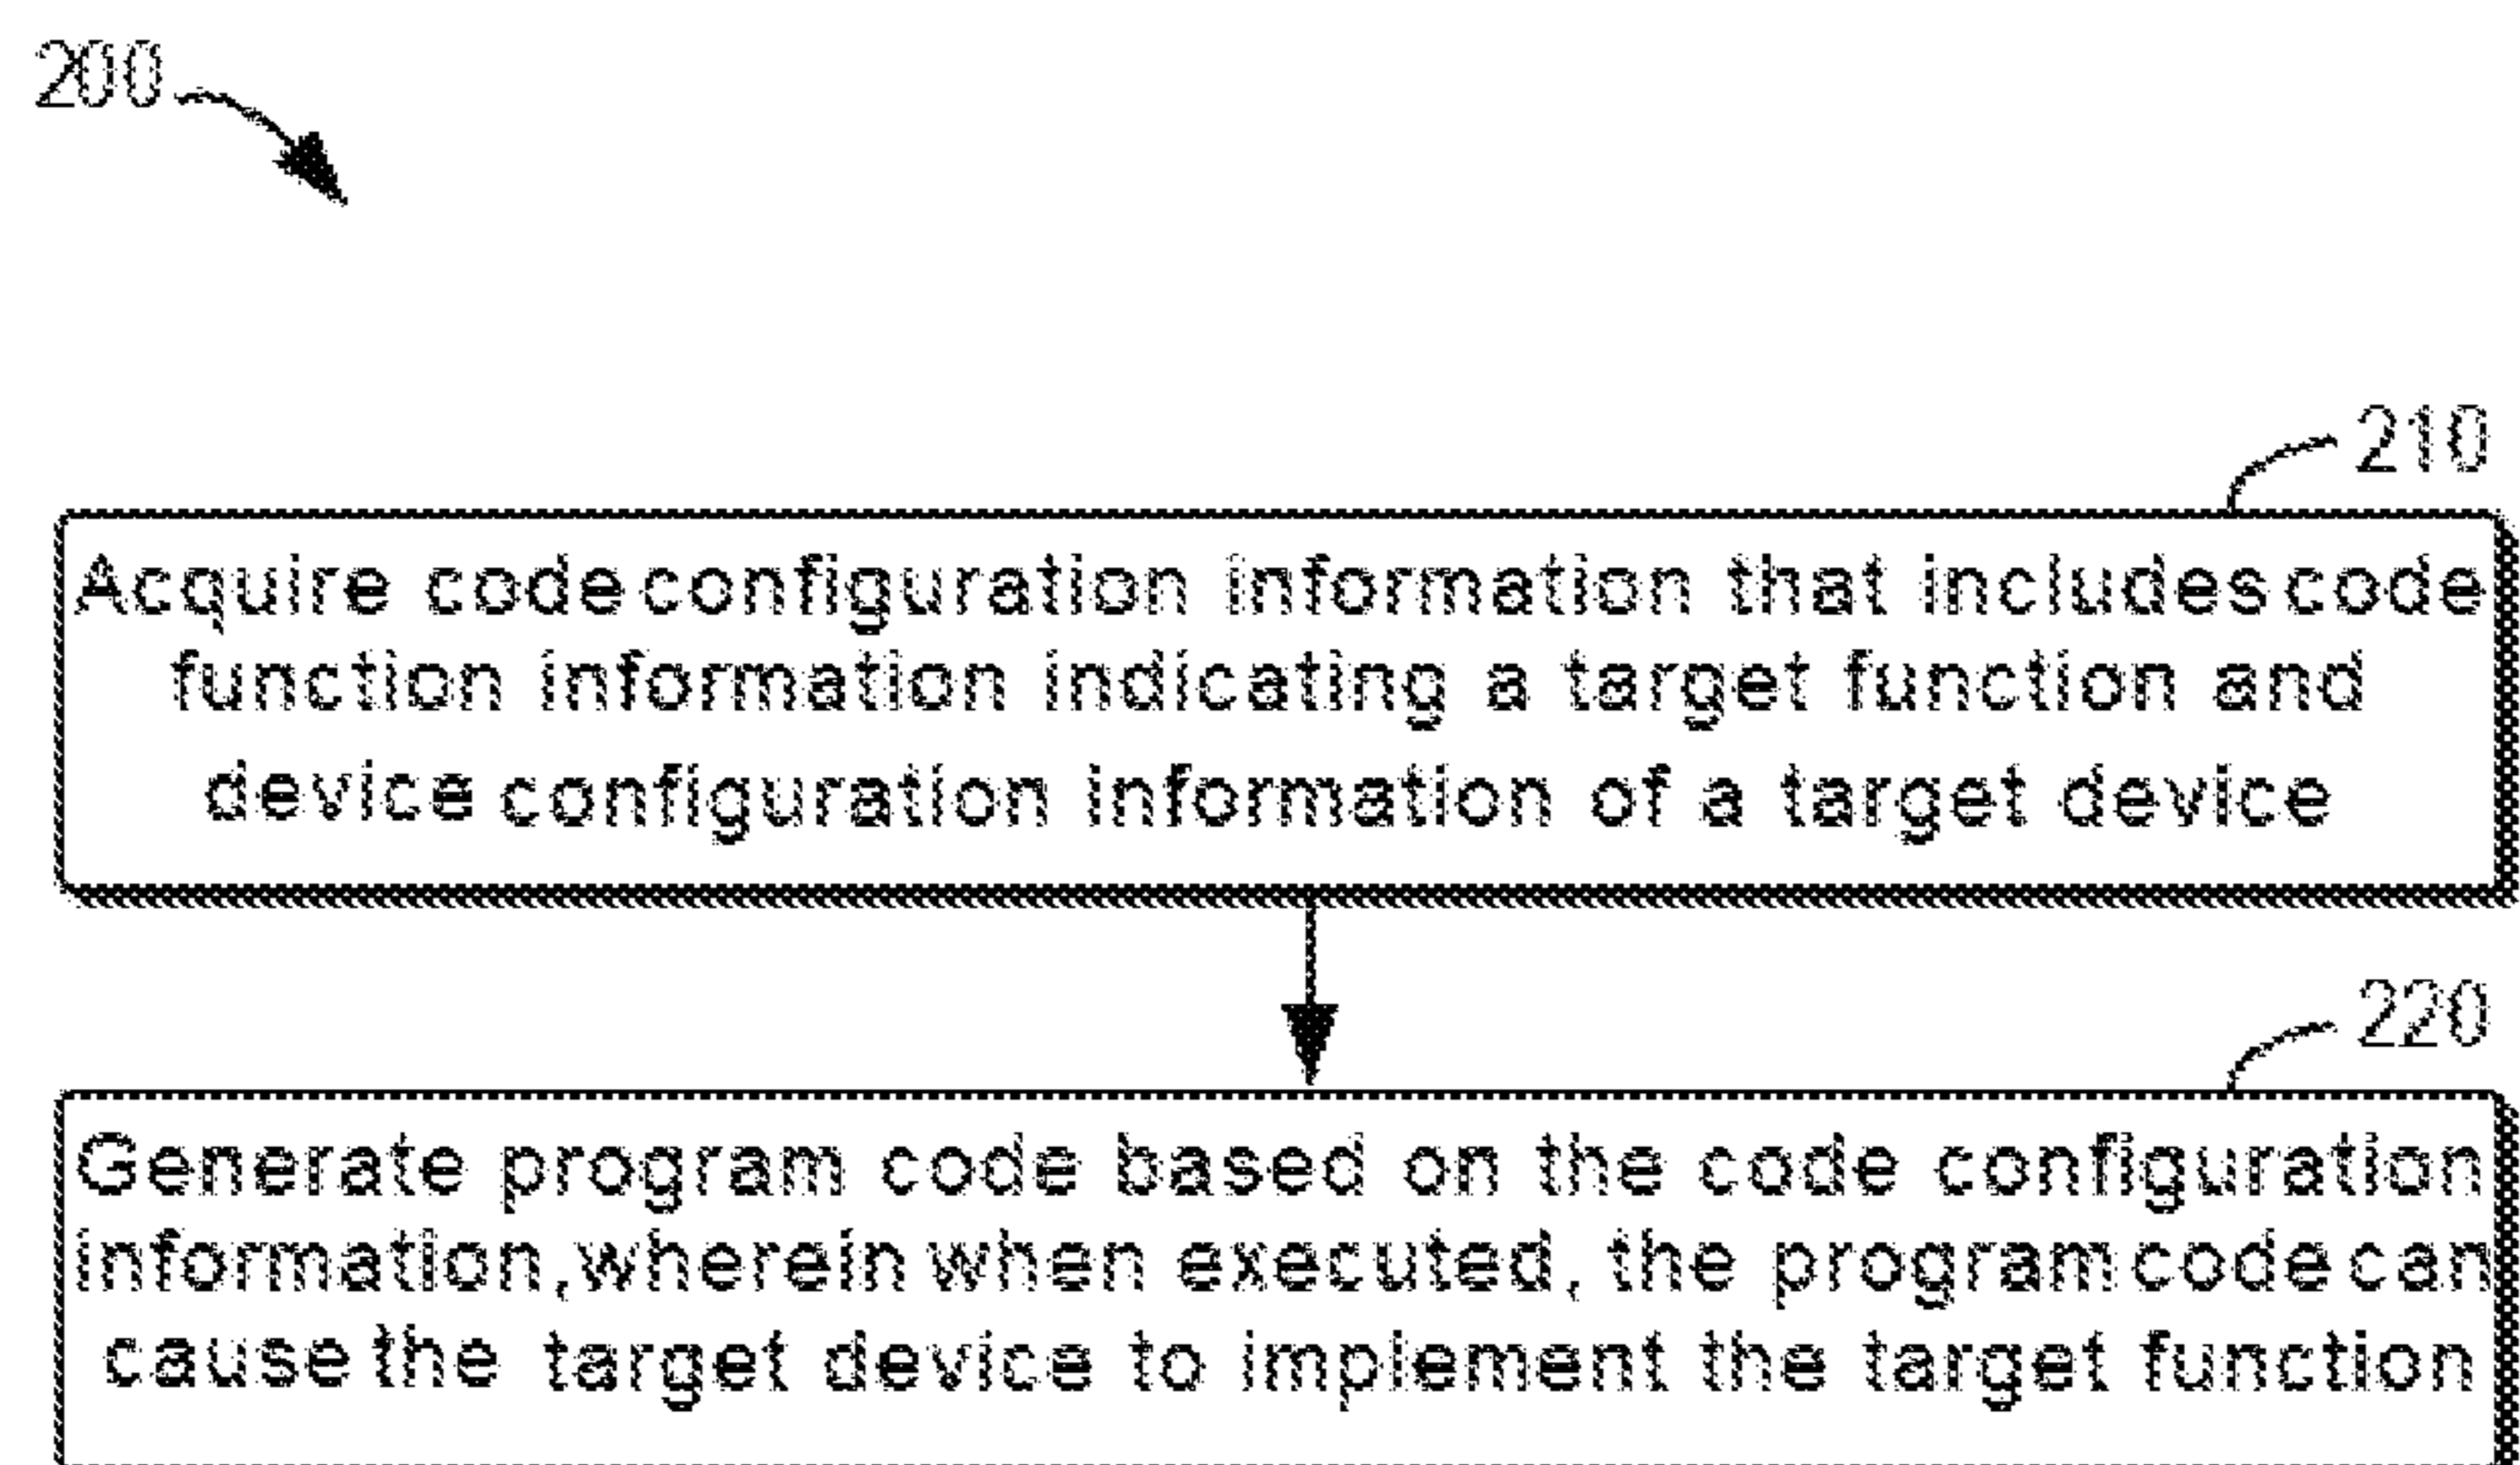 200
210
Acquire code configuration information that includes code
function information indicating a target function and
device configuration information of a target device
220
Generate program code based on the code configuration
information, wherein when executed, the program code can
cause the target device to implement the target function